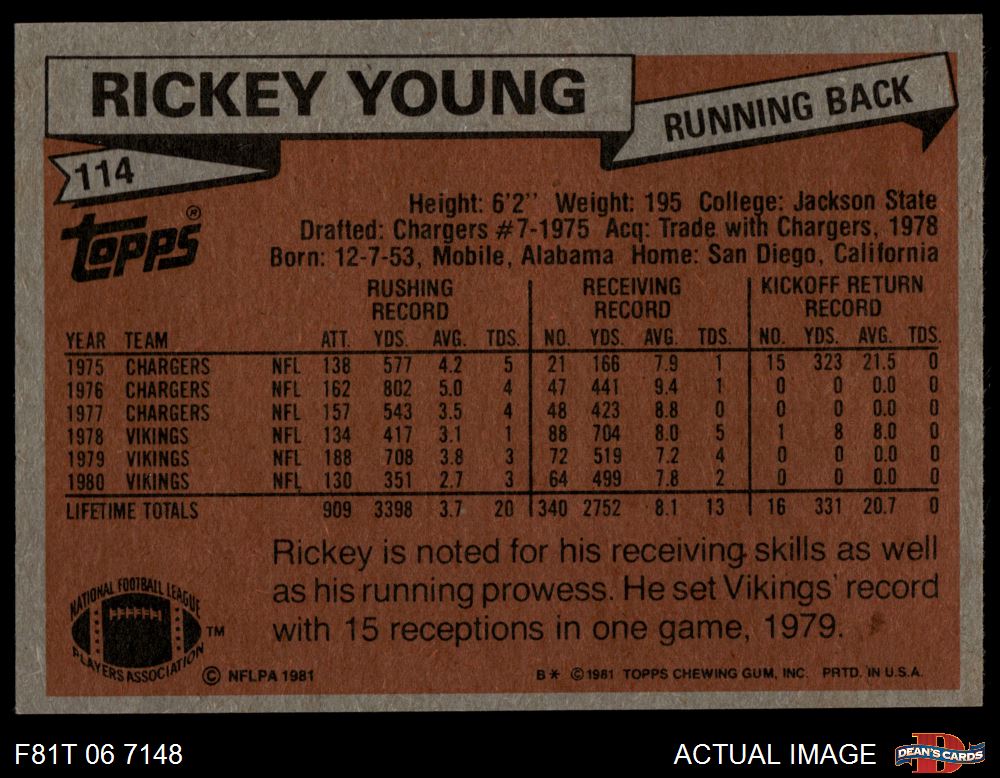 RICKEY YOUNG
RUNNING BACK
114
Topps®
Height: 6'2'' Weight: 195 College: Jackson State
Drafted: Chargers #7-1975 Acq: Trade with Chargers, 1978
Born: 12-7-53, Mobile, Alabama Home: San Diego, California
RUSHING RECORD RECEIVING RECORD KICKOFF RETURN RECORD
YEAR TEAM ATT. YDS. AVG. TDS. NO. YDS. AVG. TDS. NO. YDS. AVG. TDS.
1975 CHARGERS NFL 138 577 4.2 5 21 166 7.9 1 15 323 21.5 0
1976 CHARGERS NFL 162 802 5.0 4 47 441 9.4 1 0 0 0.0 0
1977 CHARGERS NFL 157 543 3.5 4 48 423 8.8 0 0 0 0.0 0
1978 VIKINGS NFL 134 417 3.1 1 88 704 8.0 5 1 8 8.0 0
1979 VIKINGS NFL 188 708 3.8 3 72 519 7.2 4 0 0 0.0 0
1980 VIKINGS NFL 130 351 2.7 3 64 499 7.8 2 0 0 0.0 0
LIFETIME TOTALS 909 3398 3.7 20 340 2752 8.1 13 16 331 20.7 0
Rickey is noted for his receiving skills as well
as his running prowess. He set Vikings' record
with 15 receptions in one game, 1979.
NATIONAL FOOTBALL LEAGUE
PLAYERS ASSOCIATION
TM
© NFLPA 1981
B* ©1981 TOPPS CHEWING GUM, INC. PRTD. IN U.S.A.
F81T 06 7148
ACTUAL IMAGE
D
DEAN'S CARDS